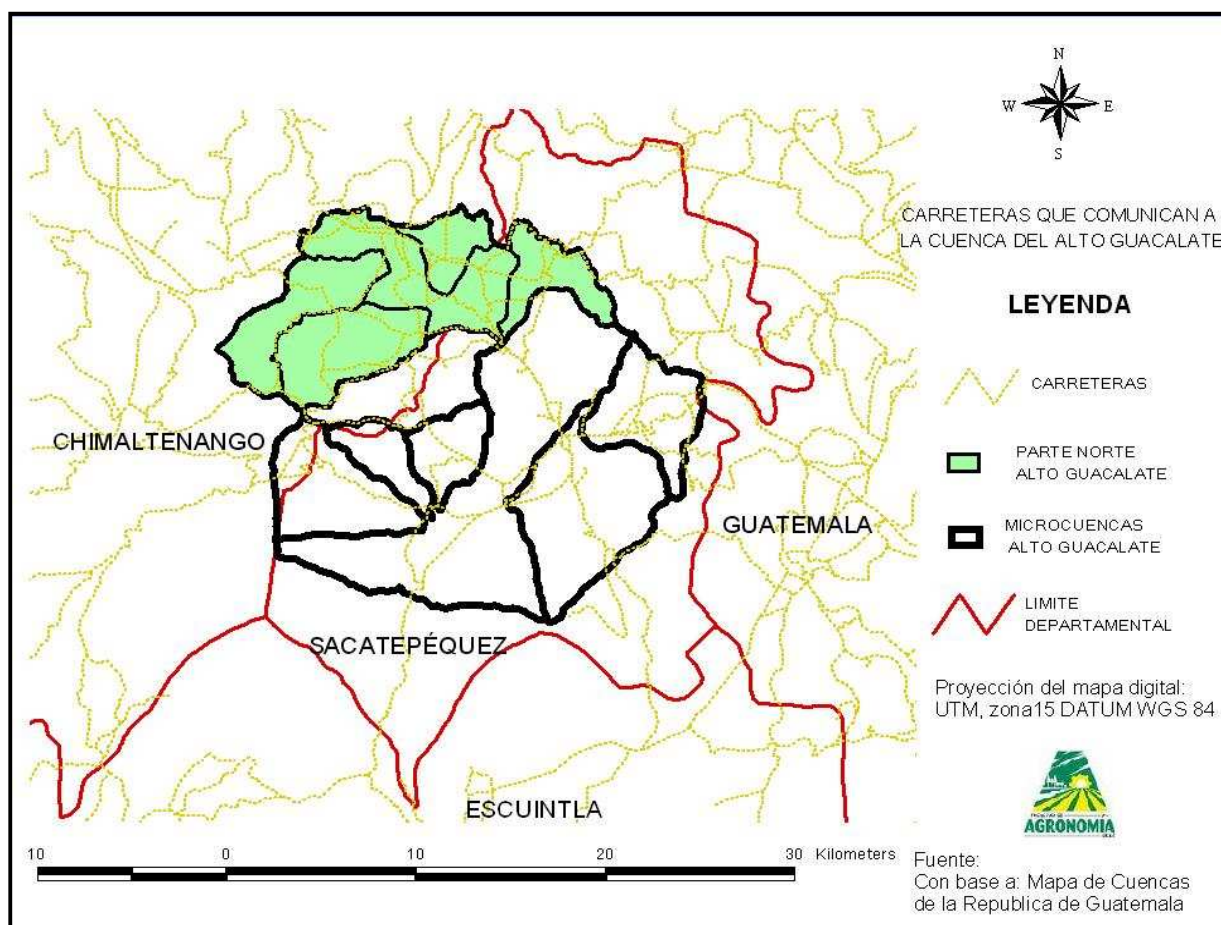 N
W E
S
CARRETERAS QUE COMUNICAN A
LA CUENCA DEL ALTO GUACALATE
LEYENDA
CARRETERAS
PARTE NORTE
ALTO GUACALATE
MICROCUENCAS
ALTO GUACALATE
LIMITE
DEPARTAMENTAL
CHIMALTENANGO
GUATEMALA
SACATEPÉQUEZ
ESCUINTLA
Proyección del mapa digital:
UTM, zona15 DATUM WGS 84
AGRONOMIA
10 0 10 20 30 Kilometers
Fuente:
Con base a: Mapa de Cuencas
de la Republica de Guatemala